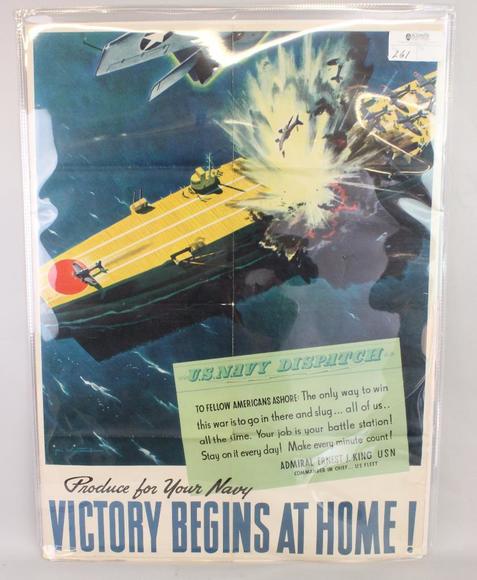 261
U.S. NAVY DISPATCH
TO FELLOW AMERICANS ASHORE: The only way to win
this war is to go in there and slug... all of us..
all the time. Your job is your battle station!
Stay on it every day! Make every minute count!
ADMIRAL ERNEST J. KING USN
COMMANDER IN CHIEF... US FLEET
Produce for Your Navy
VICTORY BEGINS AT HOME!